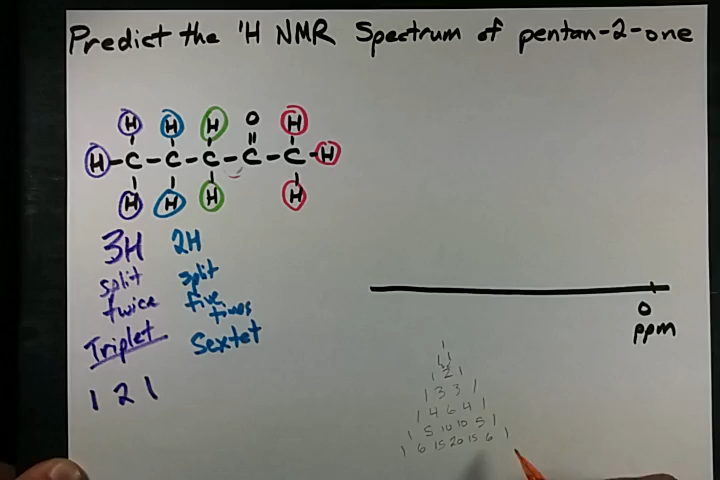 Predict the ¹H NMR Spectrum of pentan-2-one
H H H O H
H-C-C-C-C-C-H
H H H H
3H 2H
split split
twice five times
Triplet Sextet
1 2 1
0
ppm
1
1 1
1 2 1
1 3 3 1
1 4 6 4 1
1 5 10 10 5 1
1 6 15 20 15 6 1